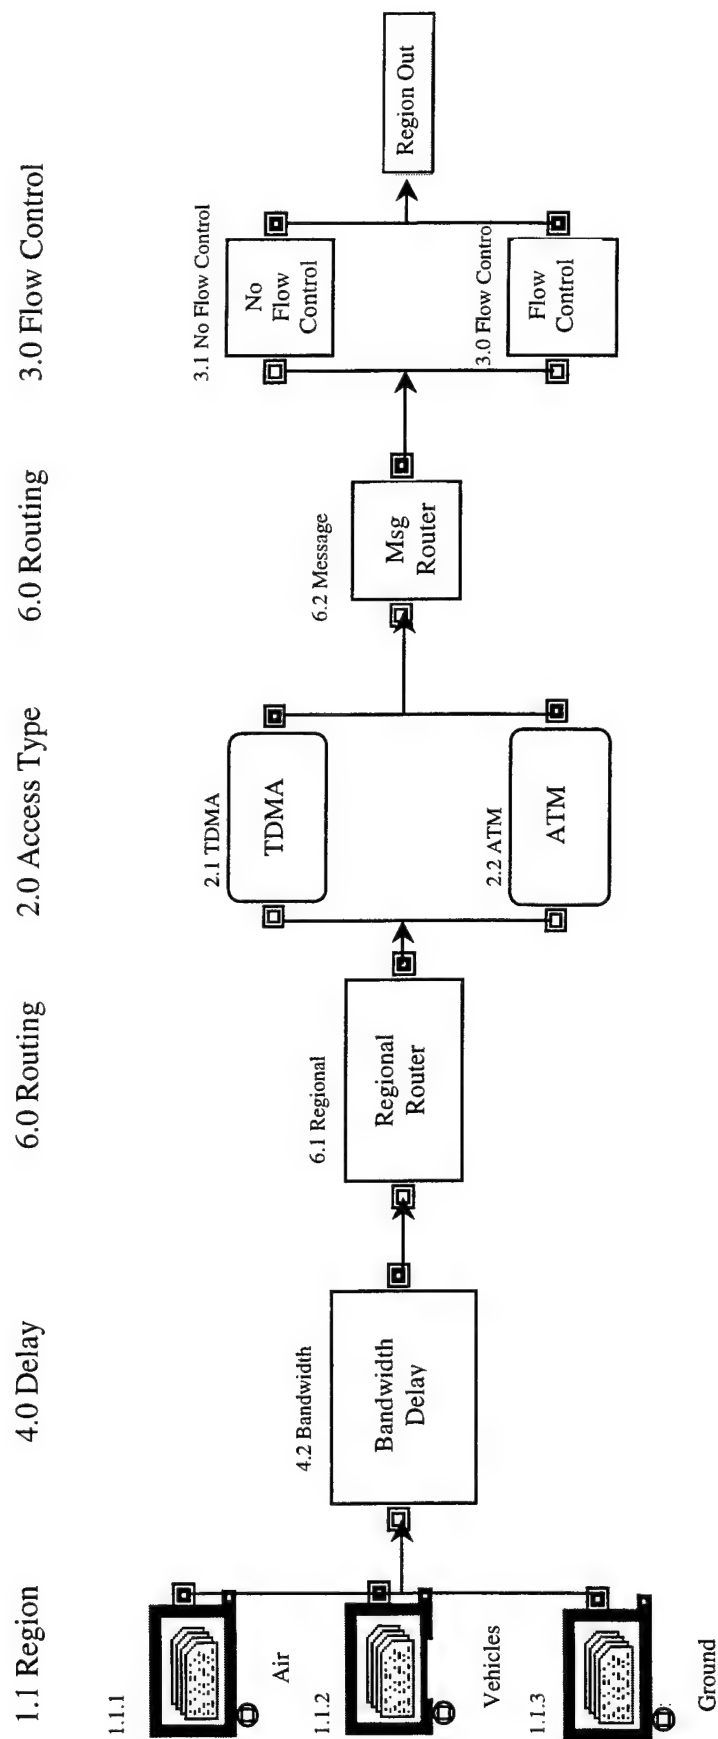 1.1 Region
4.0 Delay
6.0 Routing
2.0 Access Type
6.0 Routing
3.0 Flow Control
1.1.1
Air
1.1.2
Vehicles
1.1.3
Ground
4.2 Bandwidth
Bandwidth
Delay
6.1 Regional
Regional
Router
2.1 TDMA
TDMA
2.2 ATM
ATM
6.2 Message
Msg
Router
3.1 No Flow Control
No
Flow
Control
3.0 Flow Control
Flow
Control
Region Out